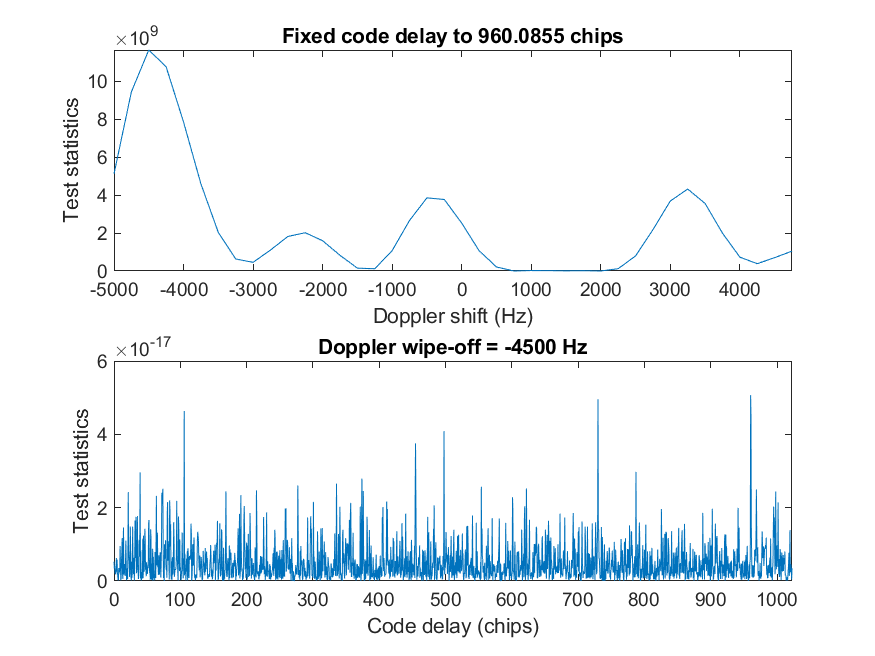 Fixed code delay to 960.0855 chips
×10^9
10
8
6
4
2
0
Test statistics
-5000 -4000 -3000 -2000 -1000 0 1000 2000 3000 4000
Doppler shift (Hz)
Doppler wipe-off = -4500 Hz
×10^-17
6
4
2
0
Test statistics
0 100 200 300 400 500 600 700 800 900 1000
Code delay (chips)